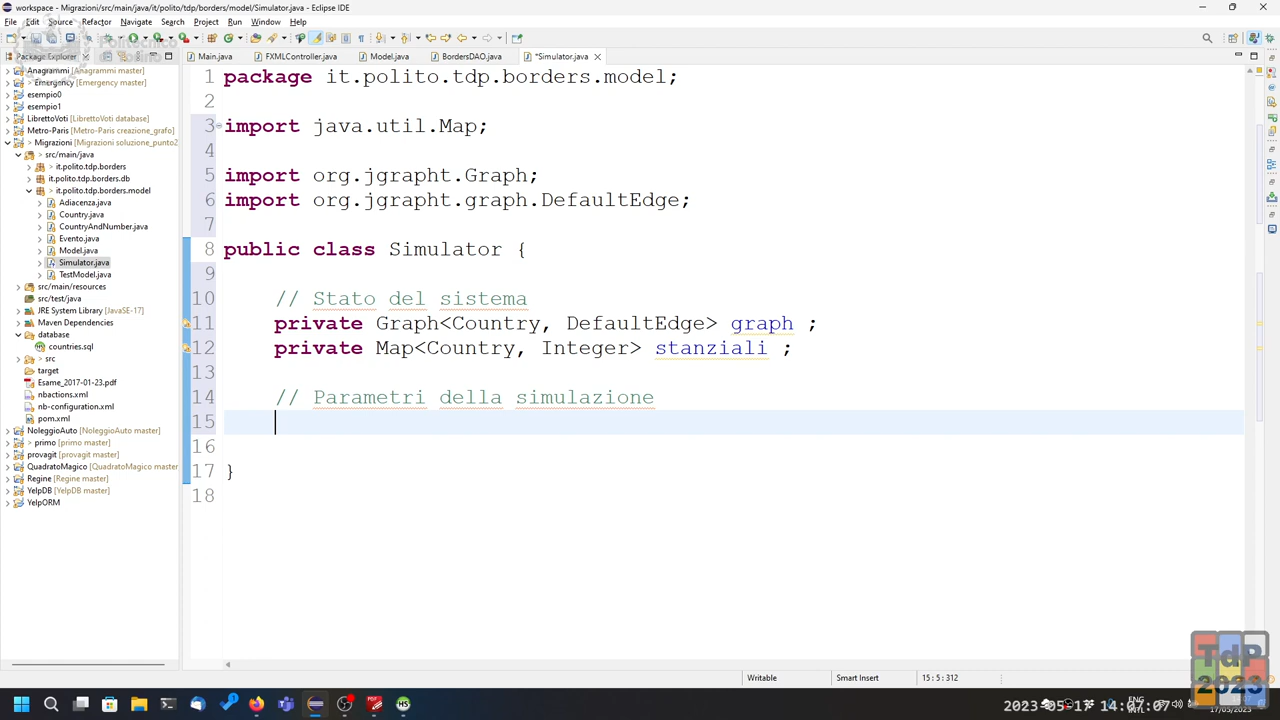 workspace - Migrazioni/src/main/java/it/polito/tdp/borders/model/Simulator.java - Eclipse IDE
File Edit Source Refactor Navigate Search Project Run Window Help
Package Explorer
Main.java FXMLController.java Model.java BordersDAO.java *Simulator.java
Anagrammi [Anagrammi master]
> Emergency [Emergency master]
esempio0
esempio1
LibrettoVoti [LibrettoVoti database]
Metro-Paris [Metro-Paris creazione_grafo]
> Migrazioni [Migrazioni soluzione_punto2
> src/main/java
> it.polito.tdp.borders
> it.polito.tdp.borders.db
> it.polito.tdp.borders.model
Adiacenza.java
Country.java
CountryAndNumber.java
Evento.java
Model.java
Simulator.java
TestModel.java
src/main/resources
src/test/java
JRE System Library [JavaSE-17]
Maven Dependencies
database
countries.sql
> src
target
Esame_2017-01-23.pdf
nbactions.xml
nb-configuration.xml
pom.xml
NoleggioAuto [NoleggioAuto master]
> primo [primo master]
provagit [provagit master]
QuadratoMagico [QuadratoMagico master
Regine [Regine master]
YelpDB [YelpDB master]
YelpORM
1 package it.polito.tdp.borders.model;
2
3 import java.util.Map;
4
5 import org.jgrapht.Graph;
6 import org.jgrapht.graph.DefaultEdge;
7
8 public class Simulator {
9
10 // Stato del sistema
11 private Graph<Country, DefaultEdge> graph ;
12 private Map<Country, Integer> stanziali ;
13
14 // Parametri della simulazione
15
16
17 }
18
Writable Smart Insert 15 : 5 : 312
TdP
2023
ENG
2023-05-17 14:07:07